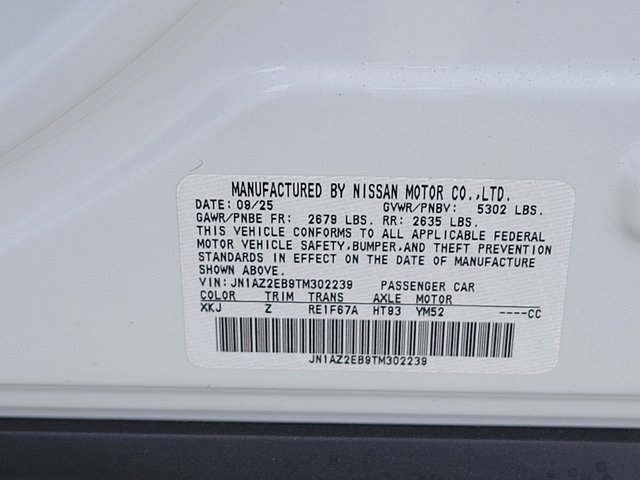 MANUFACTURED BY NISSAN MOTOR CO.,LTD.
DATE: 09/25 GVWR/PNBV: 5302 LBS.
GAWR/PNBE FR: 2679 LBS. RR: 2635 LBS.
THIS VEHICLE CONFORMS TO ALL APPLICABLE FEDERAL
MOTOR VEHICLE SAFETY,BUMPER,AND THEFT PREVENTION
STANDARDS IN EFFECT ON THE DATE OF MANUFACTURE
SHOWN ABOVE.
VIN:JN1AZ2EB9TM302239 PASSENGER CAR
COLOR TRIM TRANS AXLE MOTOR
XKJ Z RE1F67A HT93 YM52 ----CC
JN1AZ2EB9TM302239